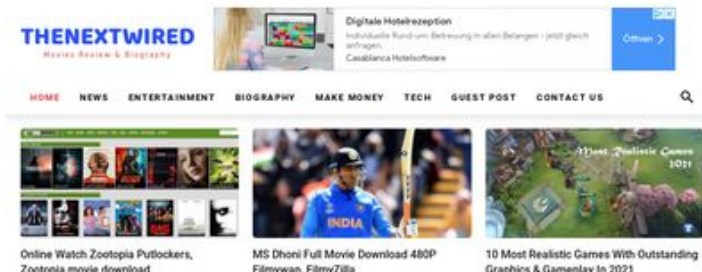 THENEXTWIRED
Movies Review & Biography
Digitale Hotelrezeption
Individuelle Rund-um-Betreuung in allen Belangen - jetzt gleich
anfragen.
Casablanca Hotelsoftware
Öffnen
HOME NEWS ENTERTAINMENT BIOGRAPHY MAKE MONEY TECH GUEST POST CONTACT US
INDIA
Most Realistic Games
2021
Online Watch Zootopia Putlockers,
Zootopia movie download
MS Dhoni Full Movie Download 480P
Filmywap, FilmyZilla
10 Most Realistic Games With Outstanding
Graphics & Gameplay In 2021